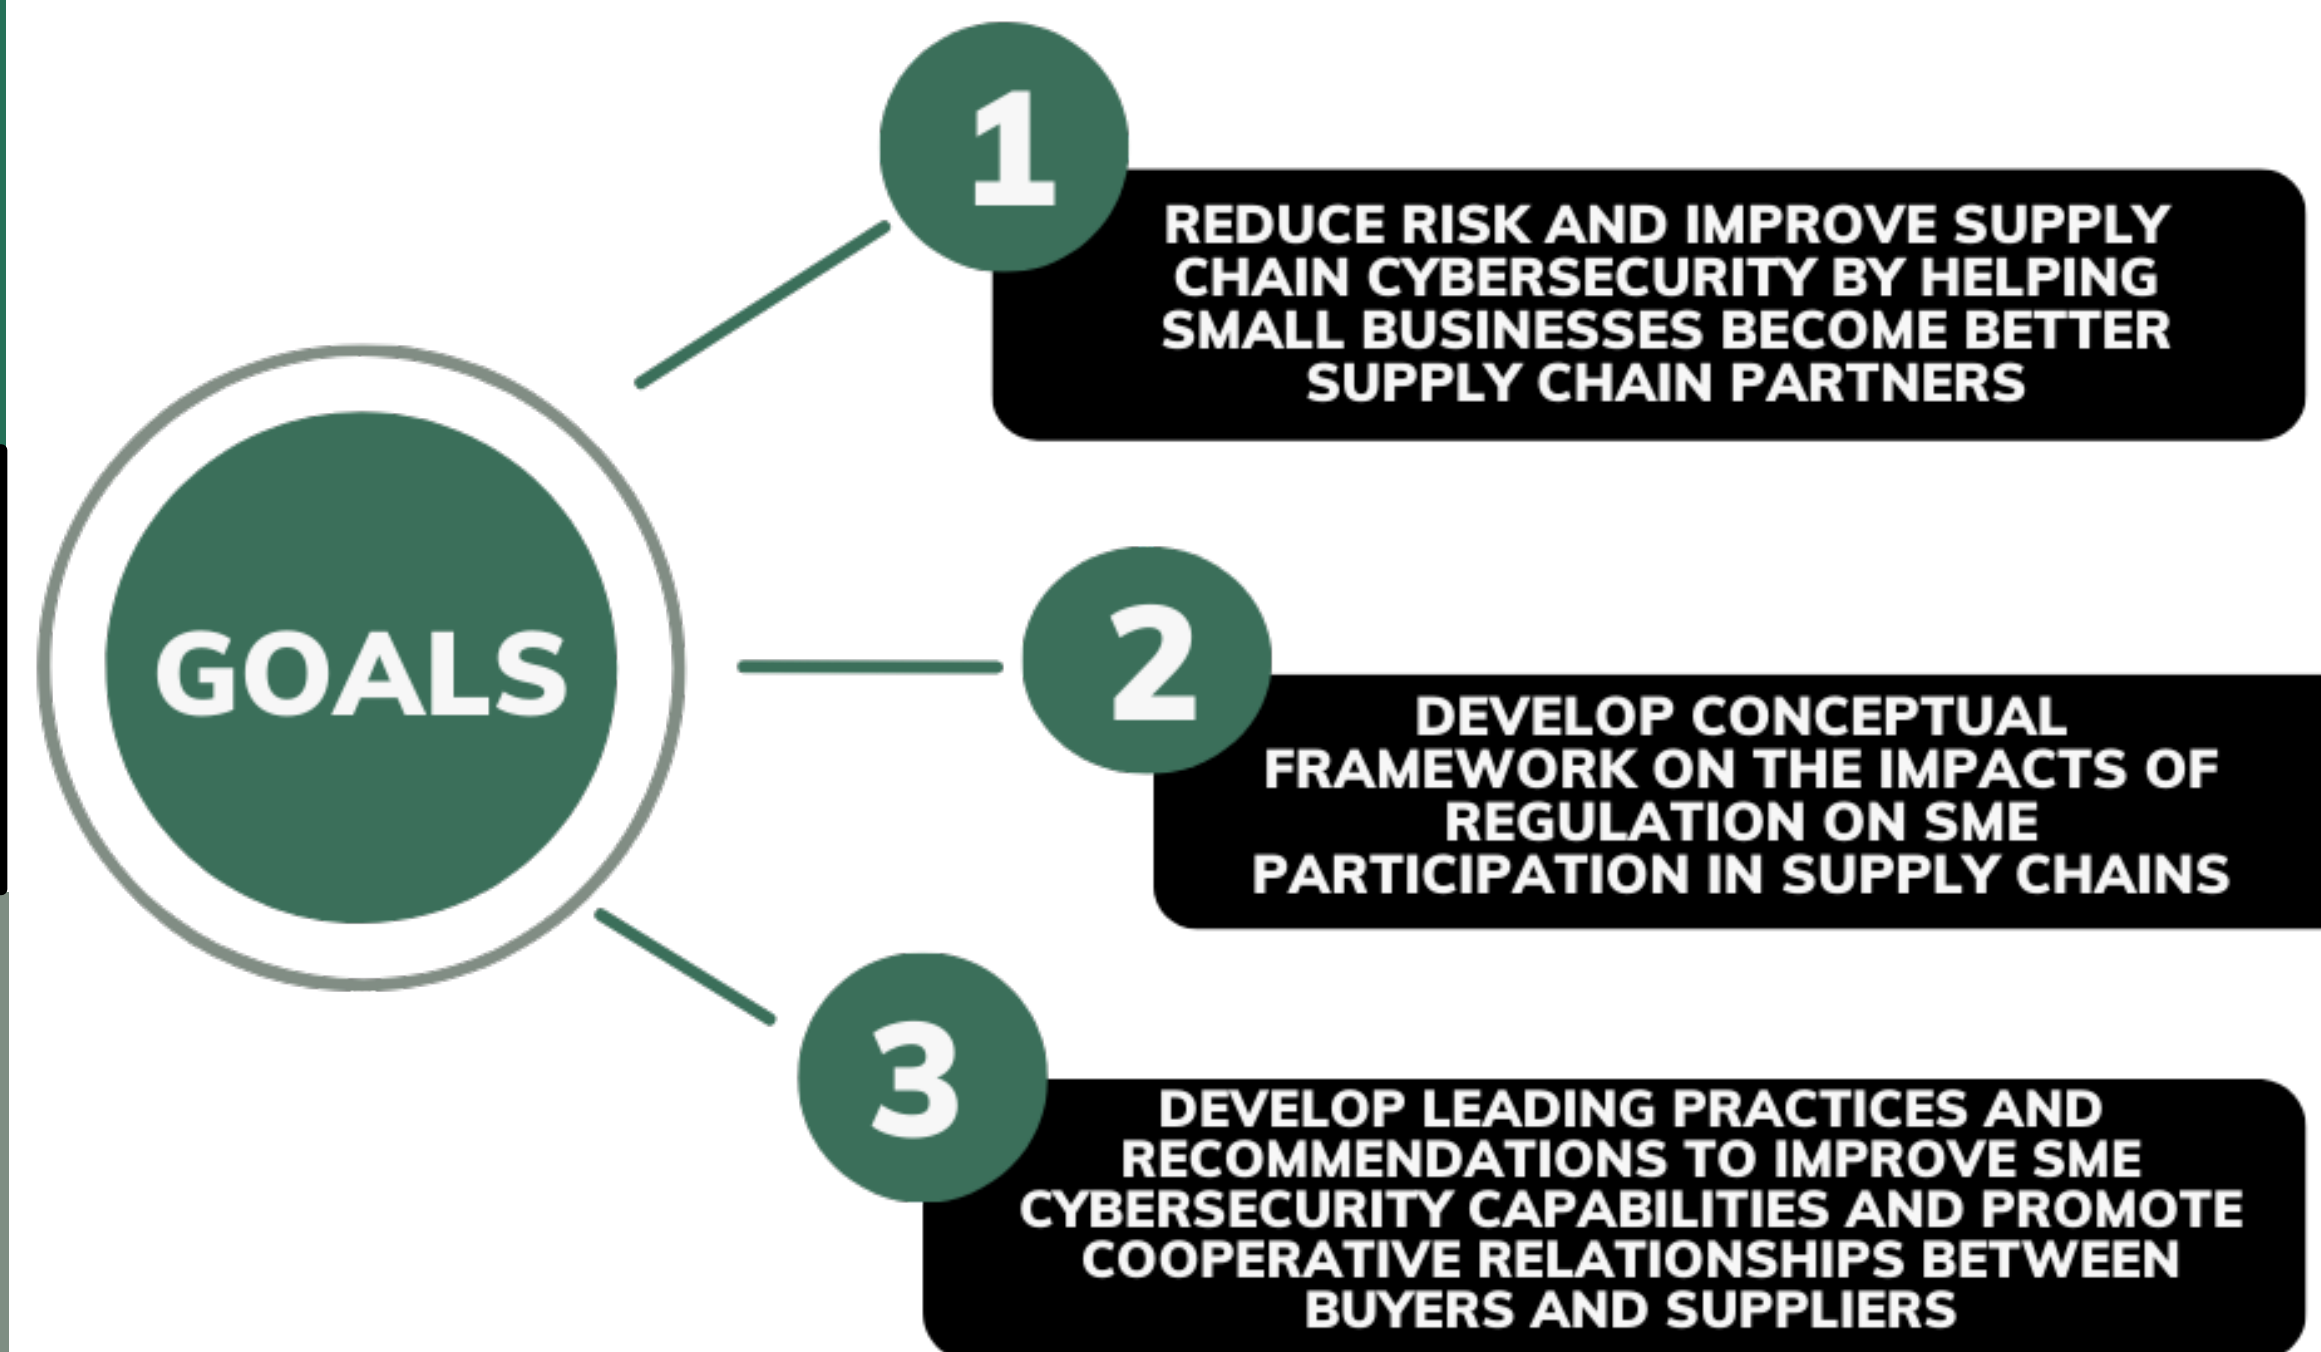 GOALS
1
REDUCE RISK AND IMPROVE SUPPLY
CHAIN CYBERSECURITY BY HELPING
SMALL BUSINESSES BECOME BETTER
SUPPLY CHAIN PARTNERS
2
DEVELOP CONCEPTUAL
FRAMEWORK ON THE IMPACTS OF
REGULATION ON SME
PARTICIPATION IN SUPPLY CHAINS
3
DEVELOP LEADING PRACTICES AND
RECOMMENDATIONS TO IMPROVE SME
CYBERSECURITY CAPABILITIES AND PROMOTE
COOPERATIVE RELATIONSHIPS BETWEEN
BUYERS AND SUPPLIERS